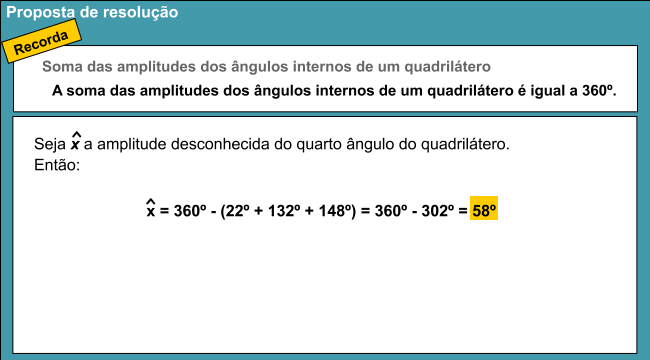 Proposta de resolução
Recorda
Soma das amplitudes dos ângulos internos de um quadrilátero
A soma das amplitudes dos ângulos internos de um quadrilátero é igual a 360º.
Seja x̂ a amplitude desconhecida do quarto ângulo do quadrilátero.
Então:
x̂ = 360º - (22º + 132º + 148º) = 360º - 302º = 58º